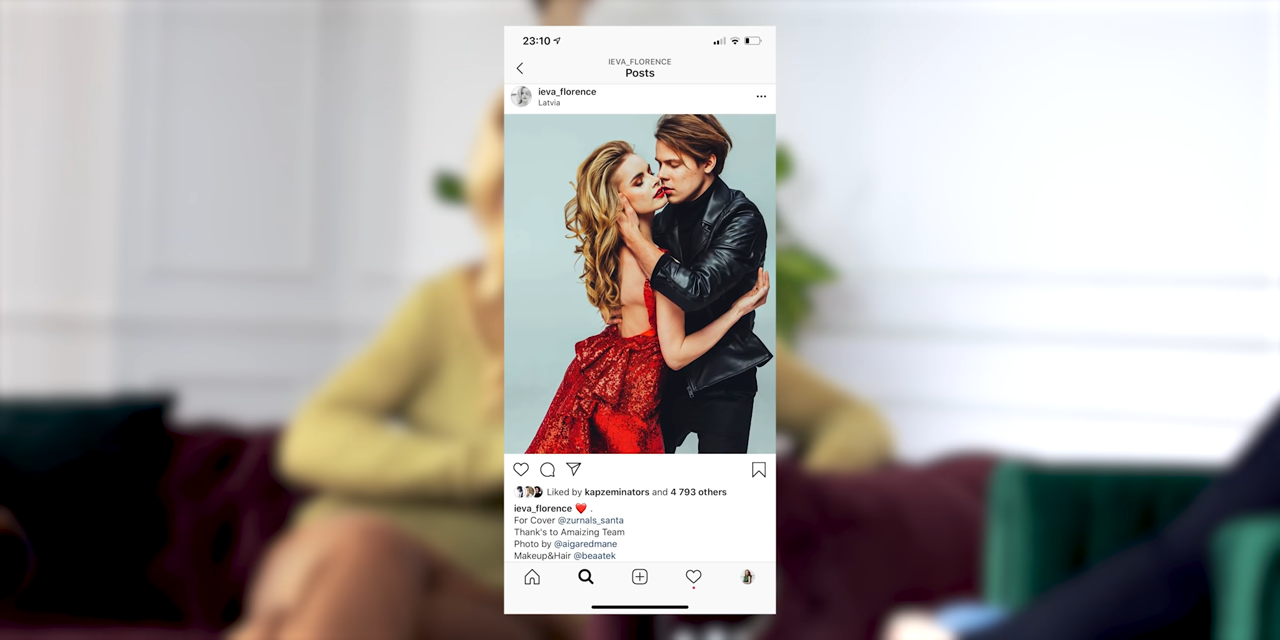 23:10
IEVA_FLORENCE
Posts
ieva_florence
Latvia
Liked by kapzeminators and 4 793 others
ieva_florence ❤️ .
For Cover @zurnals_santa
Thank's to Amaizing Team
Photo by @aigaredmane
Makeup&Hair @beaatek